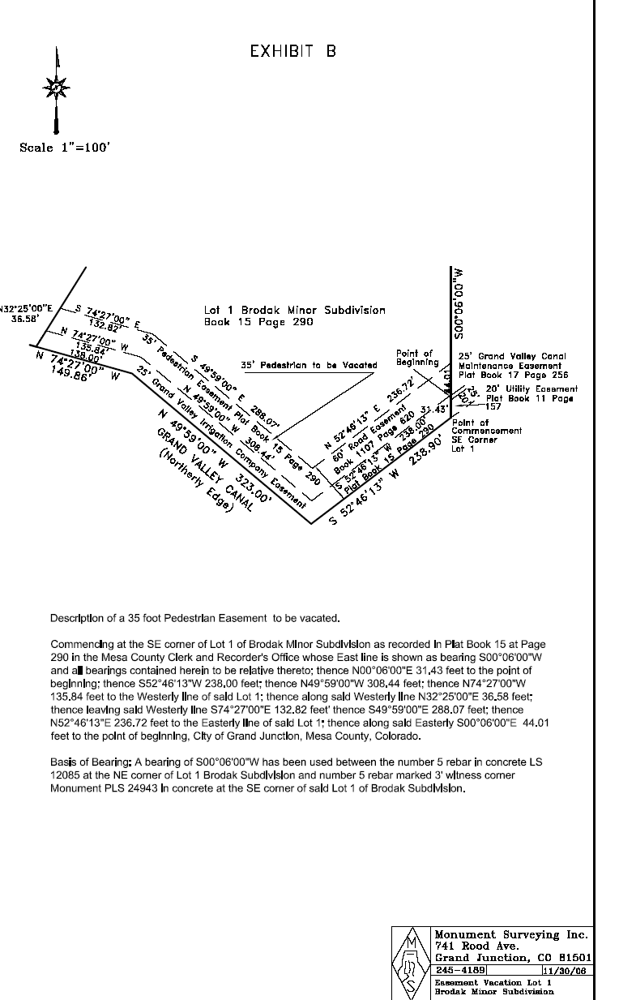 EXHIBIT B
Scale 1"=100'
N32°25'00"E
36.58'
S 74°27'00" E
132.82'
N 74°27'00" W
135.84'
138.00'
N 74°27'00" W
149.86'
Lot 1 Brodak Minor Subdivision
Book 15 Page 290
35' Pedestrian to be Vacated
S 49°59'00" E 288.07'
35' Pedestrian Easement Plat Book 15 Page 290
N 49°59'00" W 308.44'
25' Grand Valley Irrigation Company Easement
N 49°59'00" W 323.00'
GRAND VALLEY CANAL
(Northerly Edge)
Point of
Beginning
N 52°46'13" E 236.72'
60' Road Easement
Book 1107 Page 620
31.43'
S 52°46'13" W 238.00'
Plat Book 15 Page 290
S 52°46'13" W 238.90'
S00°06'00"W
44.01
25'
20'
25' Grand Valley Canal
Maintenance Easement
Plat Book 17 Page 256
20' Utility Easement
Plat Book 11 Page
157
Point of
Commencement
SE Corner
Lot 1
Description of a 35 foot Pedestrian Easement to be vacated.
Commencing at the SE corner of Lot 1 of Brodak Minor Subdivision as recorded in Plat Book 15 at Page
290 in the Mesa County Clerk and Recorder's Office whose East line is shown as bearing S00°06'00"W
and all bearings contained herein to be relative thereto; thence N00°06'00"E 31.43 feet to the point of
beginning; thence S52°46'13"W 238.00 feet; thence N49°59'00"W 308.44 feet; thence N74°27'00"W
135.84 feet to the Westerly line of said Lot 1; thence along said Westerly line N32°25'00"E 36.58 feet;
thence leaving said Westerly line S74°27'00"E 132.82 feet' thence S49°59'00"E 288.07 feet; thence
N52°46'13"E 236.72 feet to the Easterly line of said Lot 1; thence along said Easterly S00°06'00"E 44.01
feet to the point of beginning, City of Grand Junction, Mesa County, Colorado.
Basis of Bearing: A bearing of S00°06'00"W has been used between the number 5 rebar in concrete LS
12085 at the NE corner of Lot 1 Brodak Subdivision and number 5 rebar marked 3' witness corner
Monument PLS 24943 in concrete at the SE corner of said Lot 1 of Brodak Subdivision.
M
S
Monument Surveying Inc.
741 Rood Ave.
Grand Junction, CO 81501
245-4189 11/30/06
Easement Vacation Lot 1
Brodak Minor Subdivision